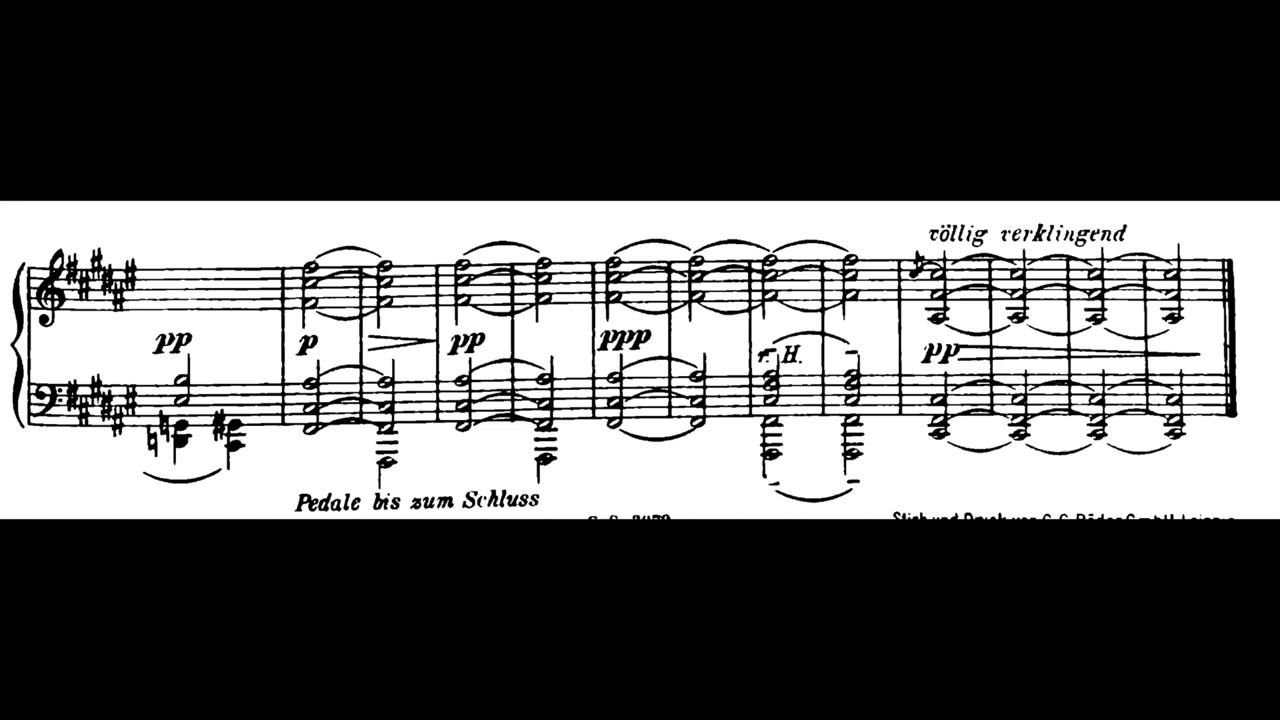 völlig verklingend
pp p pp ppp pp
r. H.
Pedale bis zum Schluss